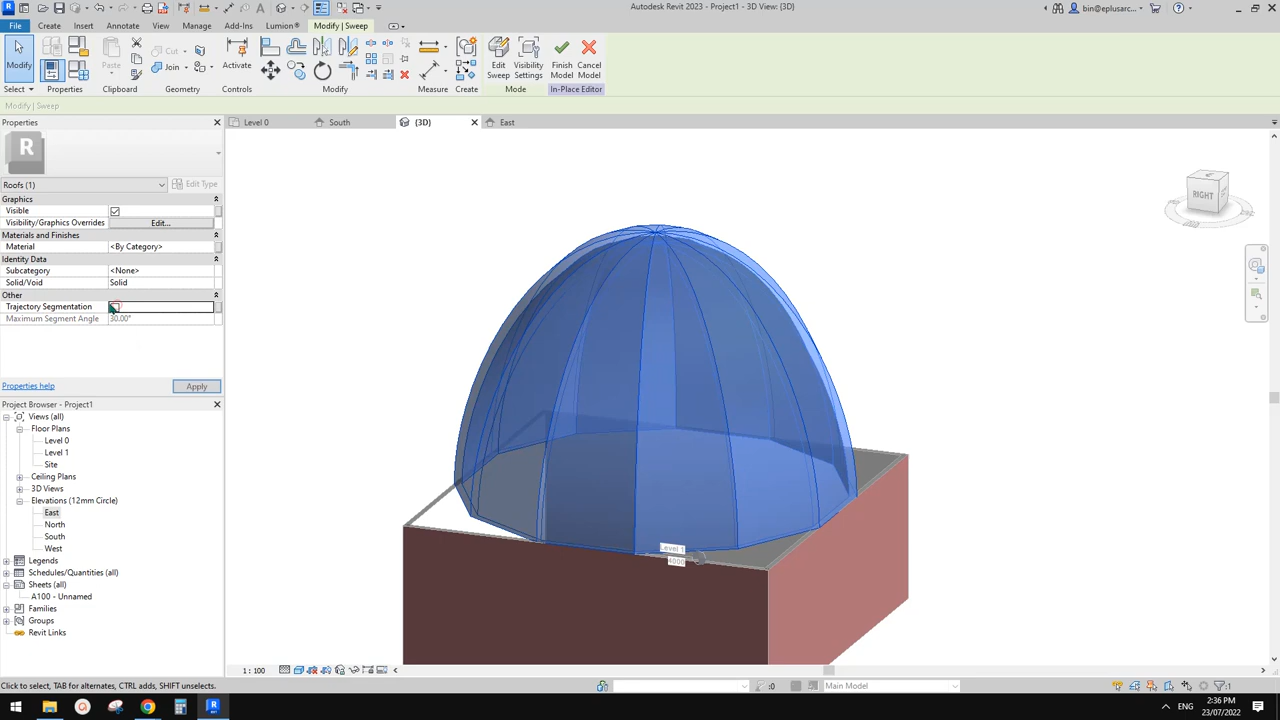 Autodesk Revit 2023 - Project1 - 3D View: {3D}
bin@eplusarc...
File Create Insert Annotate View Manage Add-Ins Lumion® Modify | Sweep
Modify
Paste
Cut
Join
Activate
Edit Sweep
Visibility Settings
Finish Model
Cancel Model
Select Properties Clipboard Geometry Controls Modify Measure Create Mode In-Place Editor
Modify | Sweep
Properties
Level 0
South
{3D}
East
R
Roofs (1)
Edit Type
Graphics
Visible
Visibility/Graphics Overrides Edit...
Materials and Finishes
Material <By Category>
Identity Data
Subcategory <None>
Solid/Void Solid
Other
Trajectory Segmentation
Maximum Segment Angle 30.00°
Properties help
Apply
RIGHT
Level 1
4000
Project Browser - Project1
Views (all)
Floor Plans
Level 0
Level 1
Site
Ceiling Plans
3D Views
Elevations (12mm Circle)
East
North
South
West
Legends
Schedules/Quantities (all)
Sheets (all)
A100 - Unnamed
Families
Groups
Revit Links
1 : 100
Click to select, TAB for alternates, CTRL adds, SHIFT unselects.
:0
Main Model
:1
ENG
2:36 PM
23/07/2022